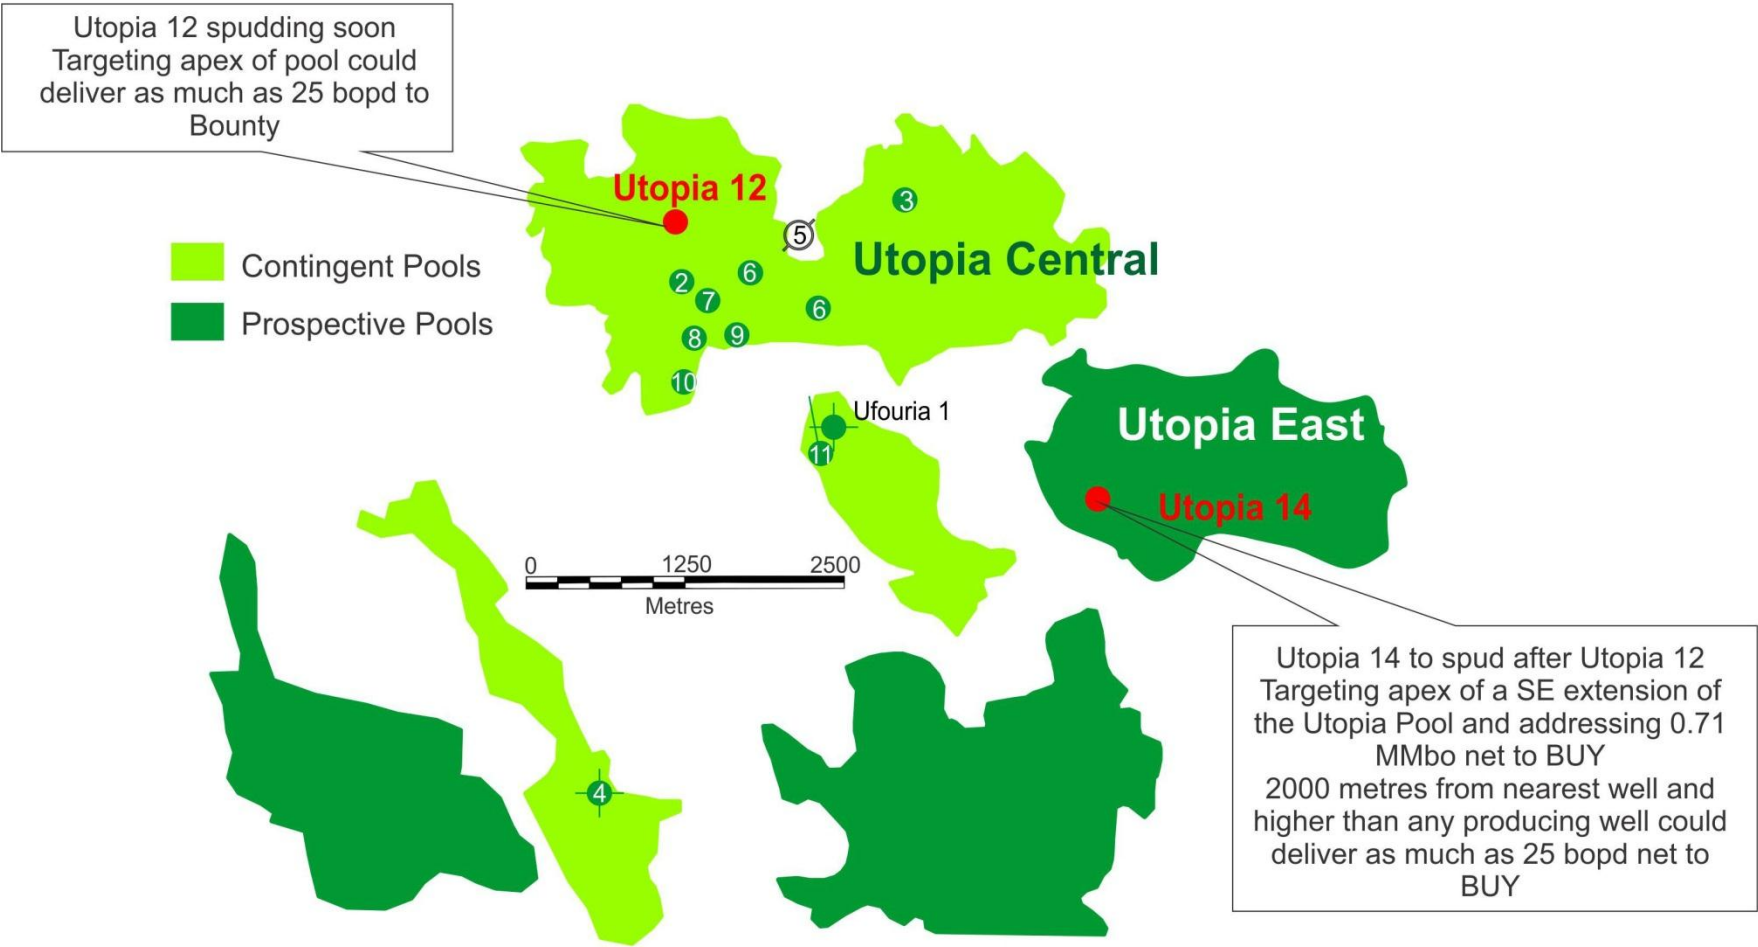 Utopia 12 spudding soon
Targeting apex of pool could
deliver as much as 25 bopd to
Bounty
Utopia 12
3
5
Utopia Central
Contingent Pools
Prospective Pools
2
6
7
6
8
9
10
Ufouria 1
11
Utopia East
Utopia 14
0 1250 2500
Metres
4
Utopia 14 to spud after Utopia 12
Targeting apex of a SE extension of
the Utopia Pool and addressing 0.71
MMbo net to BUY
2000 metres from nearest well and
higher than any producing well could
deliver as much as 25 bopd net to
BUY